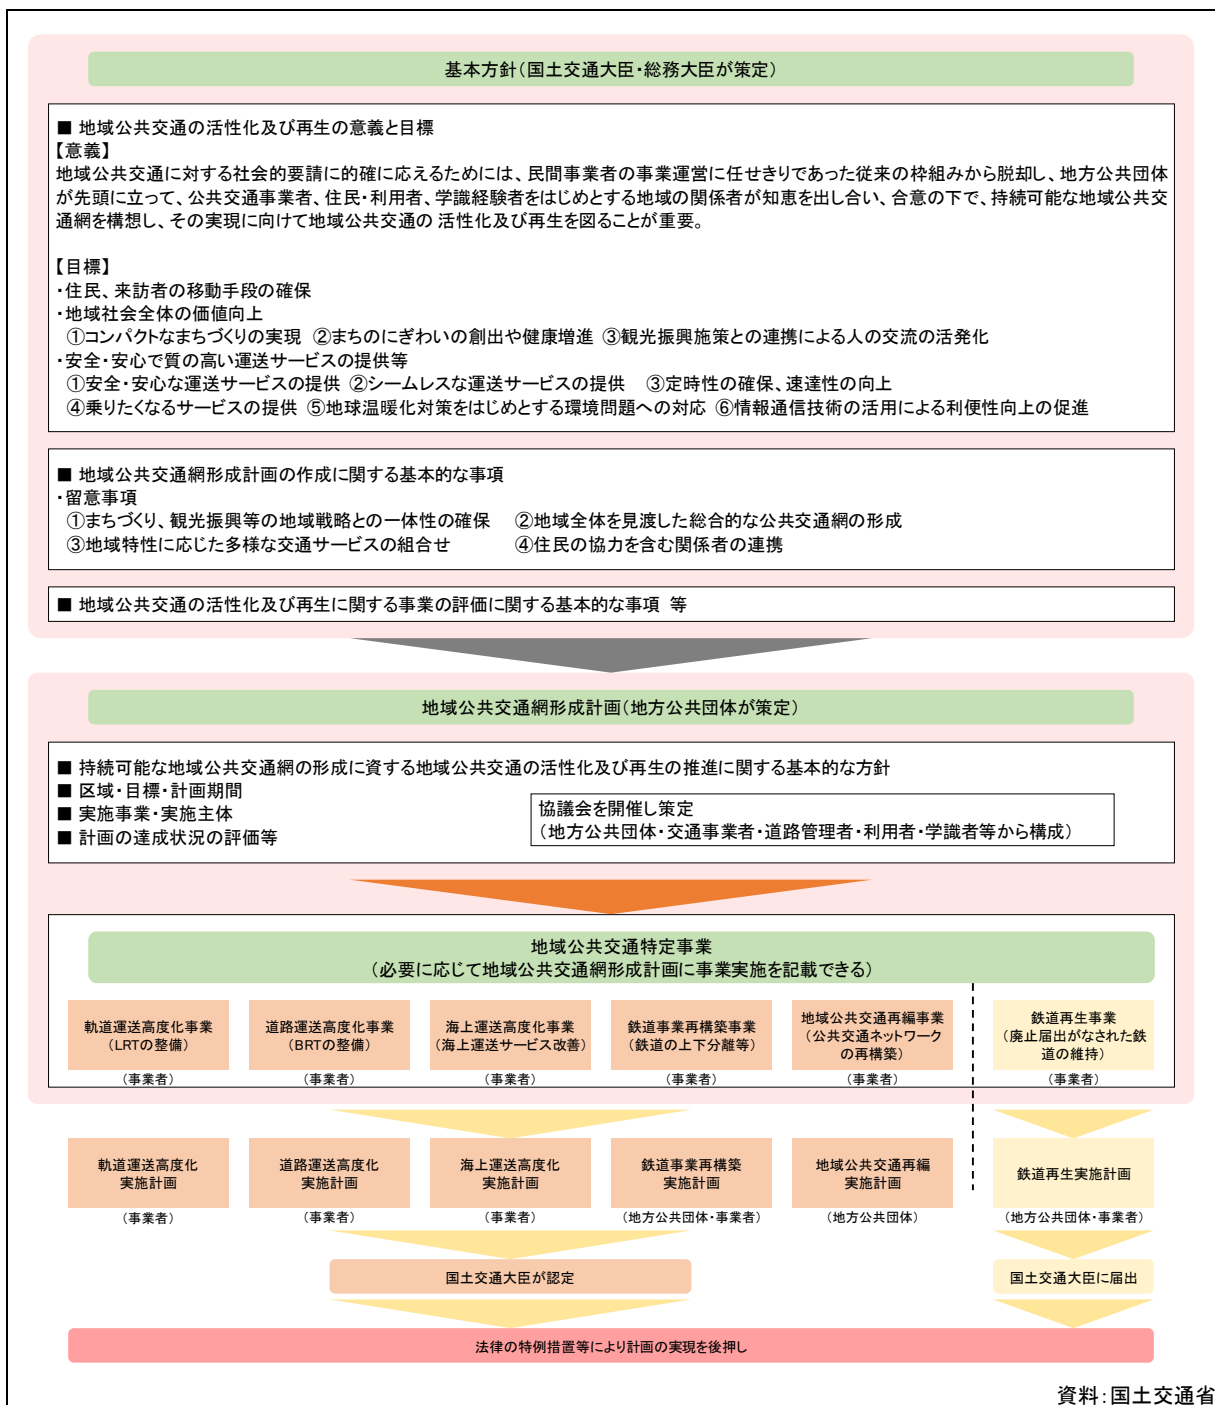 基本方針(国土交通大臣・総務大臣が策定)
■ 地域公共交通の活性化及び再生の意義と目標
【意義】
地域公共交通に対する社会的要請に的確に応えるためには、民間事業者の事業運営に任せきりであった従来の枠組みから脱却し、地方公共団体
が先頭に立って、公共交通事業者、住民・利用者、学識経験者をはじめとする地域の関係者が知恵を出し合い、合意の下で、持続可能な地域公共交
通網を構想し、その実現に向けて地域公共交通の 活性化及び再生を図ることが重要。
【目標】
・住民、来訪者の移動手段の確保
・地域社会全体の価値向上
①コンパクトなまちづくりの実現 ②まちのにぎわいの創出や健康増進 ③観光振興施策との連携による人の交流の活発化
・安全・安心で質の高い運送サービスの提供等
①安全・安心な運送サービスの提供 ②シームレスな運送サービスの提供 ③定時性の確保、速達性の向上
④乗りたくなるサービスの提供 ⑤地球温暖化対策をはじめとする環境問題への対応 ⑥情報通信技術の活用による利便性向上の促進
■ 地域公共交通網形成計画の作成に関する基本的な事項
・留意事項
①まちづくり、観光振興等の地域戦略との一体性の確保 ②地域全体を見渡した総合的な公共交通網の形成
③地域特性に応じた多様な交通サービスの組合せ ④住民の協力を含む関係者の連携
■ 地域公共交通の活性化及び再生に関する事業の評価に関する基本的な事項 等
地域公共交通網形成計画(地方公共団体が策定)
■ 持続可能な地域公共交通網の形成に資する地域公共交通の活性化及び再生の推進に関する基本的な方針
■ 区域・目標・計画期間
■ 実施事業・実施主体
■ 計画の達成状況の評価等
協議会を開催し策定
(地方公共団体・交通事業者・道路管理者・利用者・学識者等から構成)
地域公共交通特定事業
(必要に応じて地域公共交通網形成計画に事業実施を記載できる)
軌道運送高度化事業
(LRTの整備)
(事業者)
道路運送高度化事業
(BRTの整備)
(事業者)
海上運送高度化事業
(海上運送サービス改善)
(事業者)
鉄道事業再構築事業
(鉄道の上下分離等)
(事業者)
地域公共交通再編事業
(公共交通ネットワーク
の再構築)
(事業者)
鉄道再生事業
(廃止届出がなされた鉄
道の維持)
(事業者)
軌道運送高度化
実施計画
(事業者)
道路運送高度化
実施計画
(事業者)
海上運送高度化
実施計画
(事業者)
鉄道事業再構築
実施計画
(地方公共団体・事業者)
地域公共交通再編
実施計画
(地方公共団体)
鉄道再生実施計画
(地方公共団体・事業者)
国土交通大臣が認定
国土交通大臣に届出
法律の特例措置等により計画の実現を後押し
資料:国土交通省